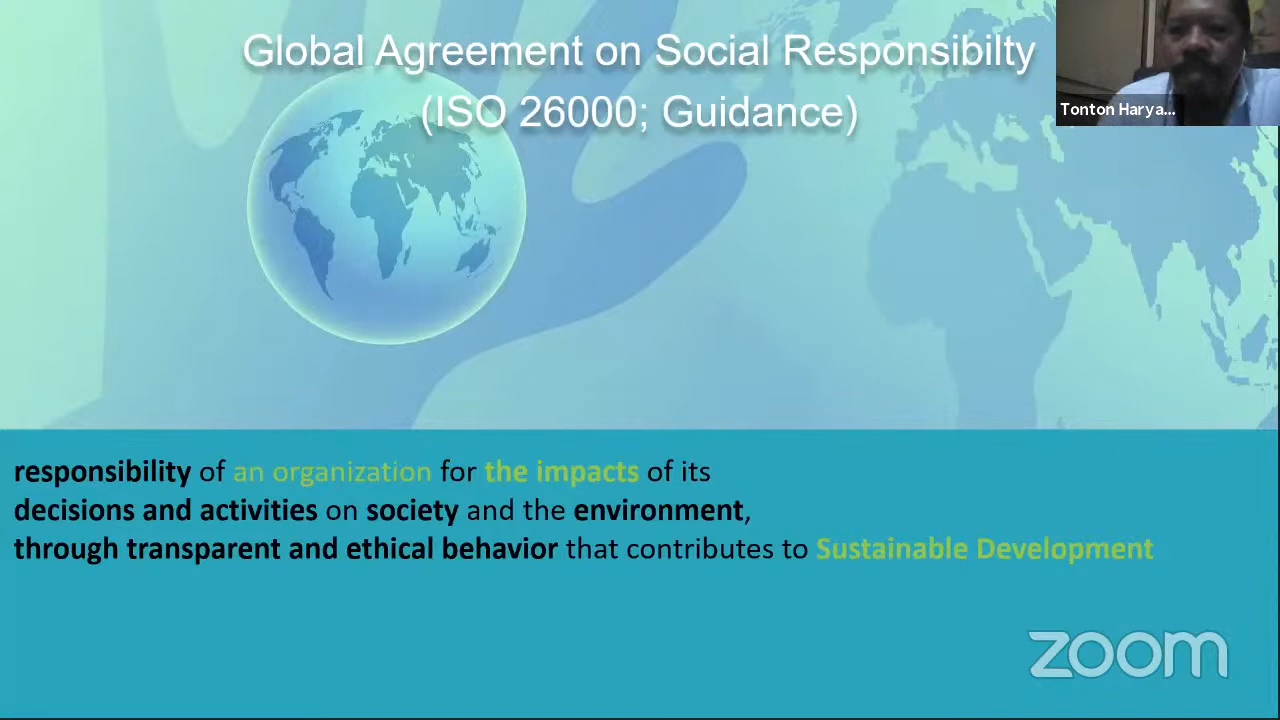 Global Agreement on Social Responsibilty
(ISO 26000; Guidance)
Tonton Harya...
responsibility of an organization for the impacts of its
decisions and activities on society and the environment,
through transparent and ethical behavior that contributes to Sustainable Development
zoom